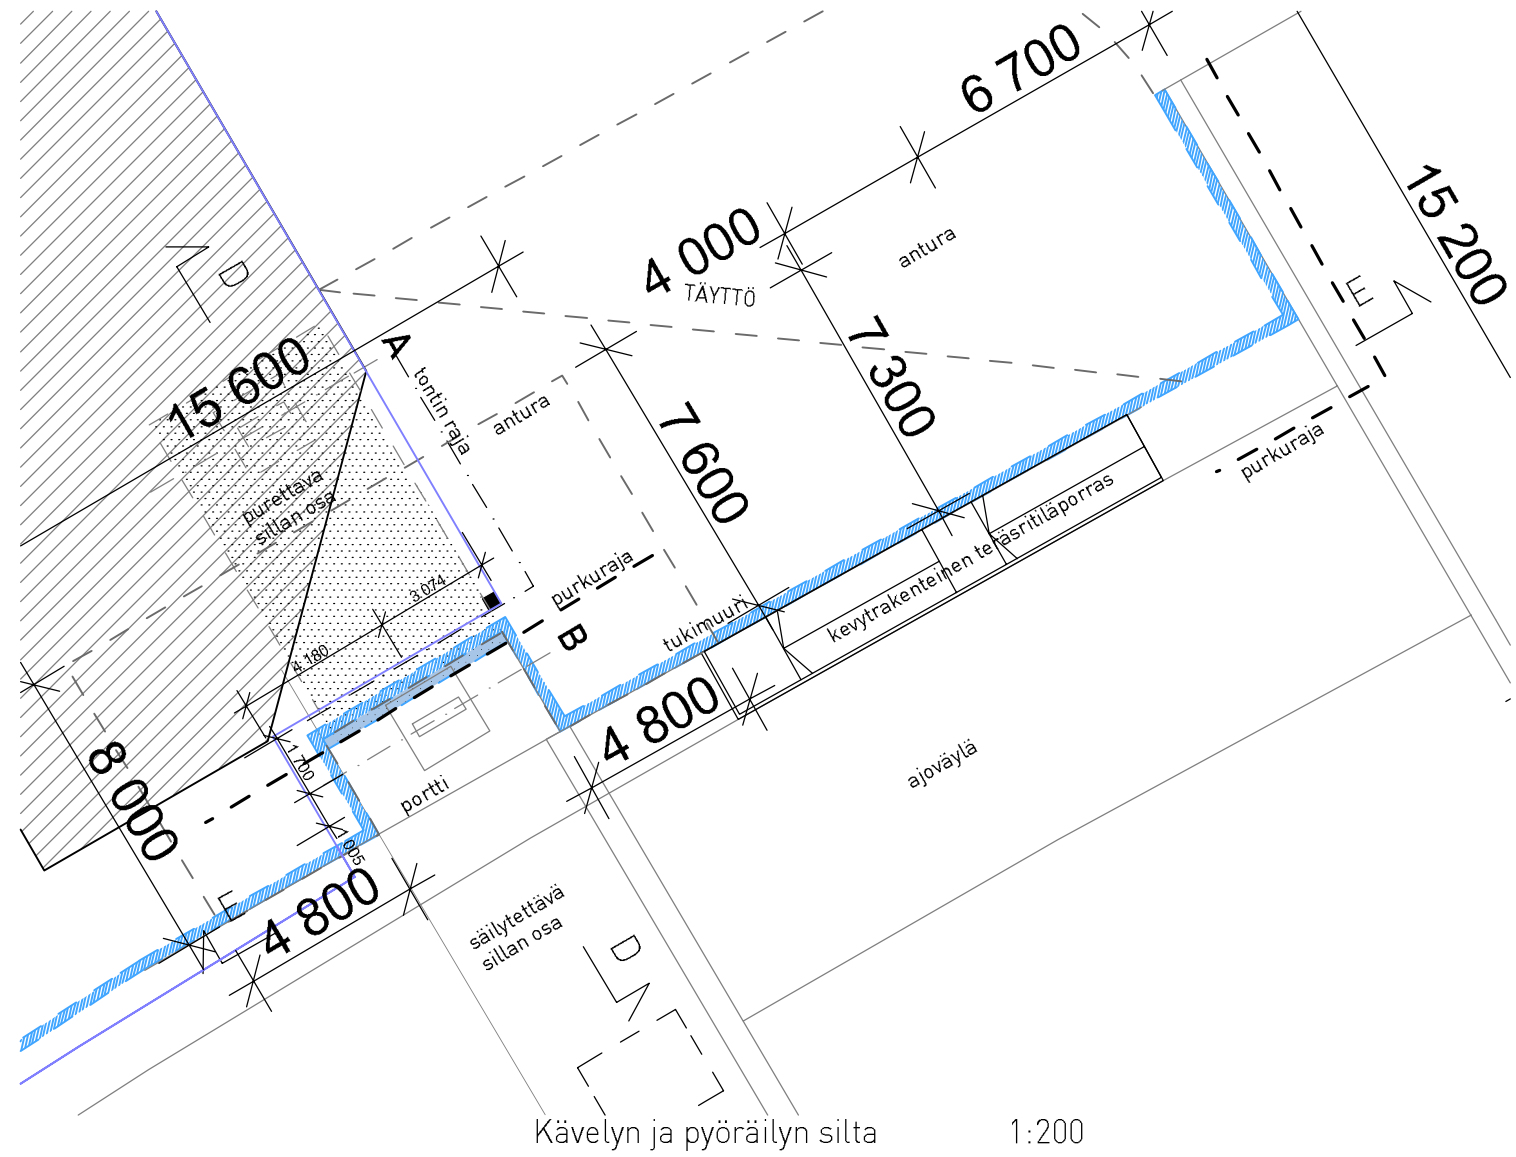 6 700
15 200
4 000
TÄYTTÖ
antura
D
E
15 600
A
tontin raja
antura
7 300
7 600
purettava
sillan osa
purkuraja
purkuraja
3 074
4 180
B
tukimuuri
kevytrakenteinen teräsritiläporras
4 800
8 000
1 700
portti
1 005
ajoväylä
E
4 800
säilytettävä
sillan osa
D
Kävelyn ja pyöräilyn silta
1:200